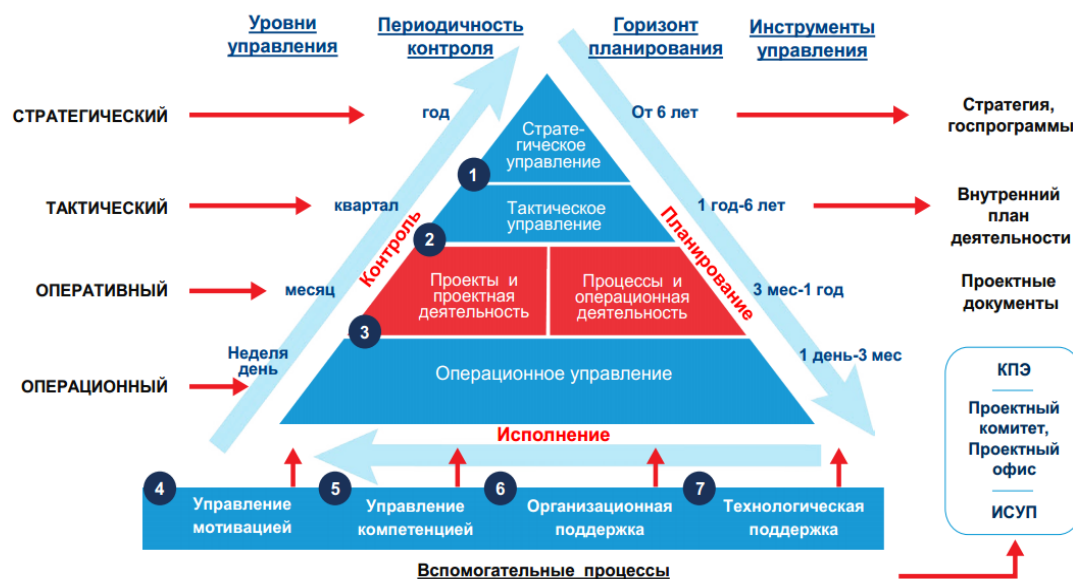 Уровни
управления
Периодичность
контроля
Горизонт
планирования
Инструменты
управления
СТРАТЕГИЧЕСКИЙ
год
Страте-
гическое
управление
От 6 лет
Стратегия,
госпрограммы
1
ТАКТИЧЕСКИЙ
квартал
Тактическое
управление
1 год-6 лет
Внутренний
план
деятельности
2
Контроль
Планирование
ОПЕРАТИВНЫЙ
месяц
Проекты и
проектная
деятельность
Процессы и
операционная
деятельность
3 мес-1 год
Проектные
документы
3
ОПЕРАЦИОННЫЙ
Неделя
день
Операционное управление
1 день-3 мес
КПЭ
Проектный
комитет,
Проектный
офис
ИСУП
Исполнение
4
Управление
мотивацией
5
Управление
компетенцией
6
Организационная
поддержка
7
Технологическая
поддержка
Вспомогательные процессы